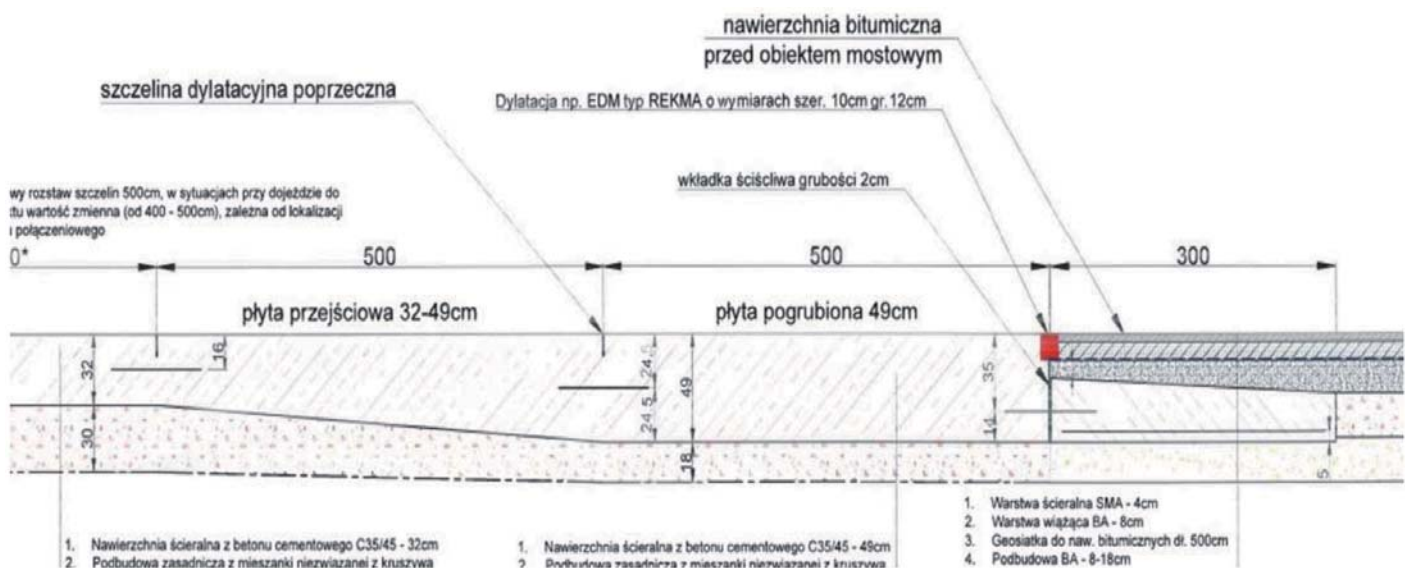 nawierzchnia bitumiczna
przed obiektem mostowym
szczelina dylatacyjna poprzeczna
Dylatacja np. EDM typ REKMA o wymiarach szer. 10cm gr. 12cm
wkładka ściśliwa grubości 2cm
wy rozstaw szczelin 500cm, w sytuacjach przy dojeździe do
ktu wartość zmienna (od 400 - 500cm), zależna od lokalizacji
połączeniowego
0*
500
500
300
płyta przejściowa 32-49cm
płyta pogrubiona 49cm
32
16
24,5
24,5
49
35
14
30
18
5
1. Nawierzchnia ścieralna z betonu cementowego C35/45 - 32cm
2. Podbudowa zasadnicza z mieszanki niezwiązanej z kruszywa
1. Nawierzchnia ścieralna z betonu cementowego C35/45 - 49cm
2. Podbudowa zasadnicza z mieszanki niezwiązanej z kruszywa
1. Warstwa ścieralna SMA - 4cm
2. Warstwa wiążąca BA - 8cm
3. Geosiatka do naw. bitumicznych dł. 500cm
4. Podbudowa BA - 8-18cm